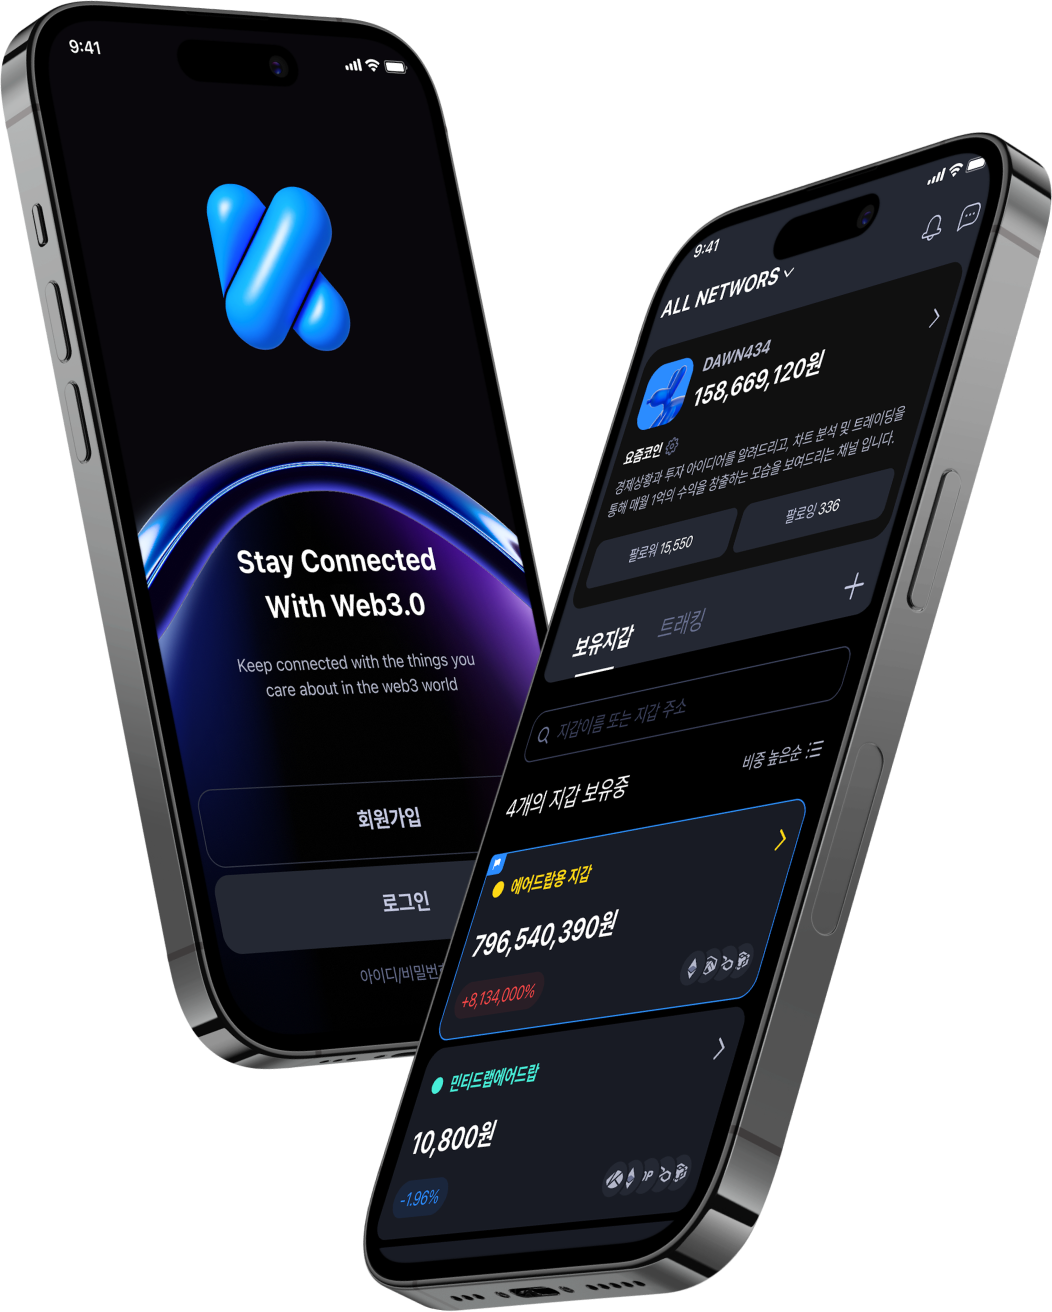 9:41
Stay Connected
With Web3.0
Keep connected with the things you
care about in the web3 world
회원가입
로그인
아이디/비밀번
9:41
ALL NETWORS
DAWN434
158,669,120원
요즘코인
경제상황과 투자 아이디어를 알려드리고, 차트 분석 및 트레이딩을
통해 매월 1억의 수익을 창출하는 모습을 보여드리는 채널 입니다.
팔로워 15,550
팔로잉 336
보유지갑
트래킹
지갑이름 또는 지갑 주소
비중 높은순
4개의 지갑 보유중
에어드랍용 지갑
796,540,390원
+8,134,000%
민티드랩에어드랍
10,800원
-1.96%